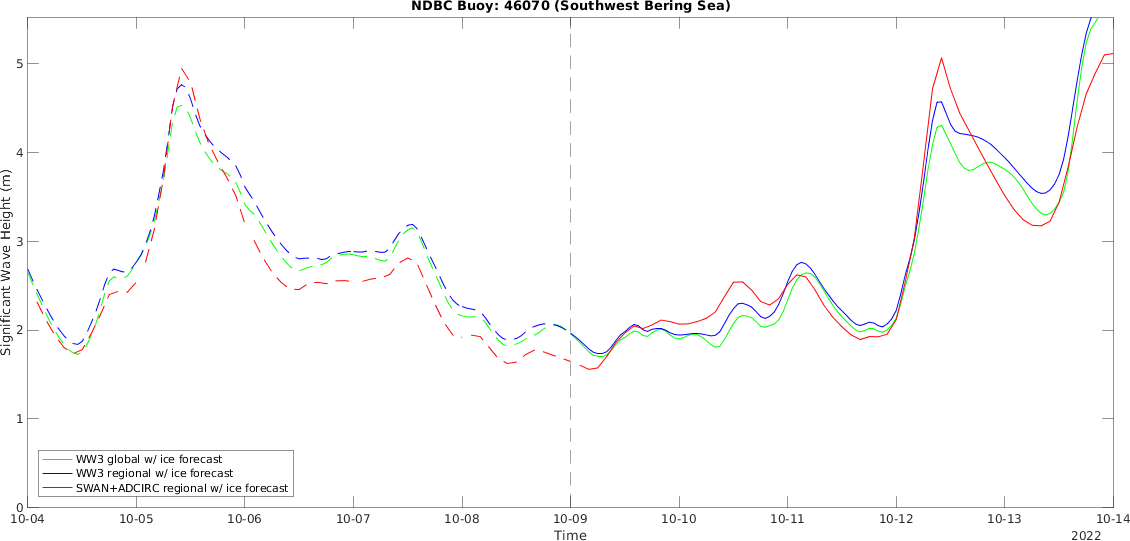 NDBC Buoy: 46070 (Southwest Bering Sea)
Significant Wave Height (m)
5
4
3
2
1
0
WW3 global w/ ice forecast
WW3 regional w/ ice forecast
SWAN+ADCIRC regional w/ ice forecast
10-04 10-05 10-06 10-07 10-08 10-09 10-10 10-11 10-12 10-13 10-14
Time
2022